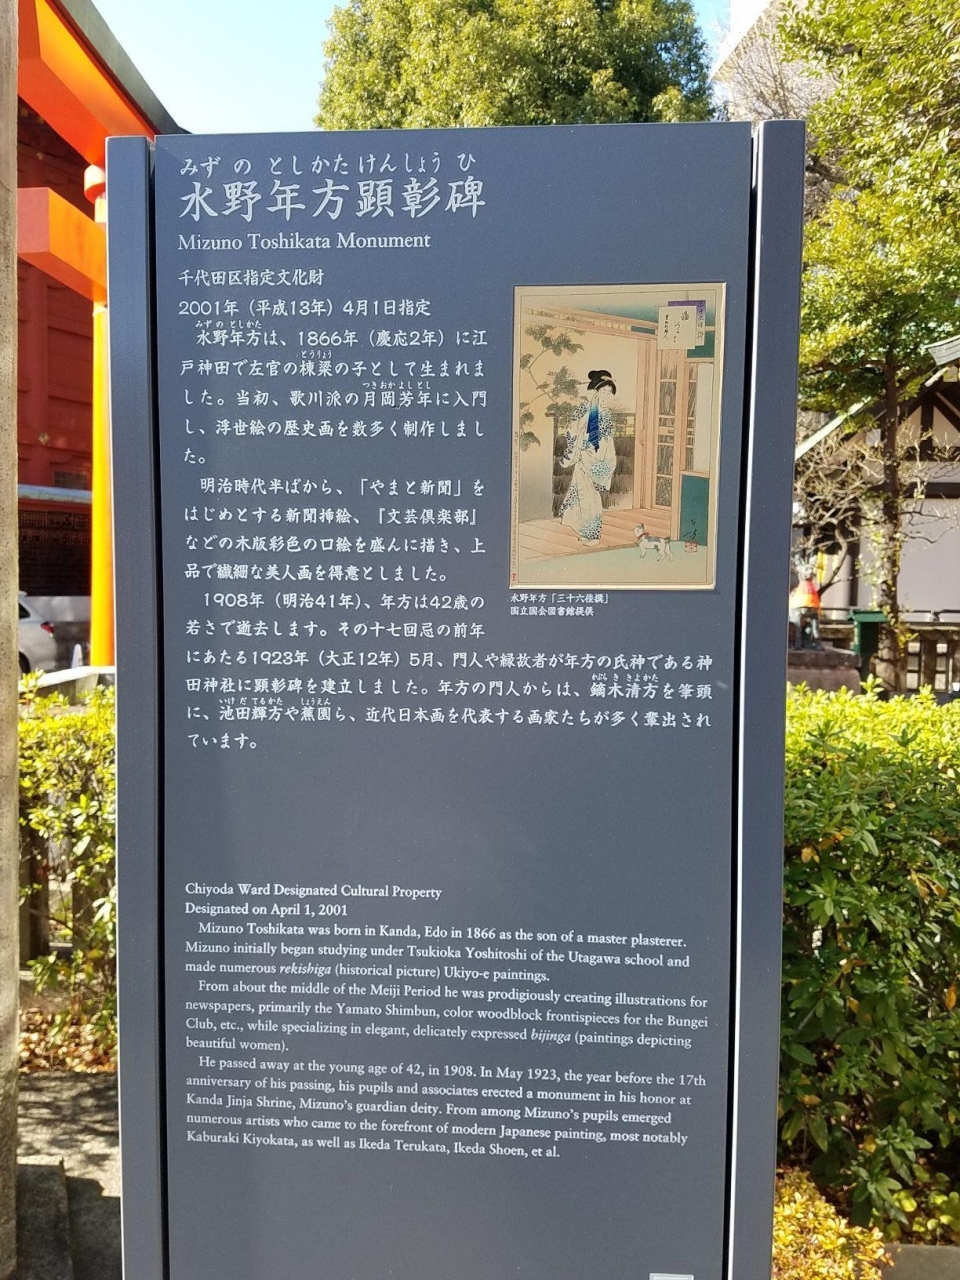 みずのとしかたけんしょうひ
水野年方顕彰碑
Mizuno Toshikata Monument
千代田区指定文化財
2001年（平成13年）4月1日指定
みずのとしかた
水野年方は、1866年（慶応2年）に江
とうりょう
戸神田で左官の棟梁の子として生まれま
つきおかよしとし
した。当初、歌川派の月岡芳年に入門
し、浮世絵の歴史画を数多く制作しまし
た。
明治時代半ばから、「やまと新聞」を
はじめとする新聞挿絵、『文芸倶楽部』
などの木版彩色の口絵を盛んに描き、上
品で繊細な美人画を得意としました。
1908年（明治41年）、年方は42歳の
若さで逝去します。その十七回忌の前年
にあたる1923年（大正12年）5月、門人や縁故者が年方の氏神である神
かぶらききよかた
田神社に顕彰碑を建立しました。年方の門人からは、鏑木清方を筆頭
いけだてるかた しょうえん
に、池田輝方や蕉園ら、近代日本画を代表する画家たちが多く輩出され
ています。
水野年方「三十六佳撰」
国立国会図書館提供
Chiyoda Ward Designated Cultural Property
Designated on April 1, 2001
Mizuno Toshikata was born in Kanda, Edo in 1866 as the son of a master plasterer.
Mizuno initially began studying under Tsukioka Yoshitoshi of the Utagawa school and
made numerous rekishiga (historical picture) Ukiyo-e paintings.
From about the middle of the Meiji Period he was prodigiously creating illustrations for
newspapers, primarily the Yamato Shimbun, color woodblock frontispieces for the Bungei
Club, etc., while specializing in elegant, delicately expressed bijinga (paintings depicting
beautiful women).
He passed away at the young age of 42, in 1908. In May 1923, the year before the 17th
anniversary of his passing, his pupils and associates erected a monument in his honor at
Kanda Jinja Shrine, Mizuno's guardian deity. From among Mizuno's pupils emerged
numerous artists who came to the forefront of modern Japanese painting, most notably
Kaburaki Kiyokata, as well as Ikeda Terukata, Ikeda Shoen, et al.